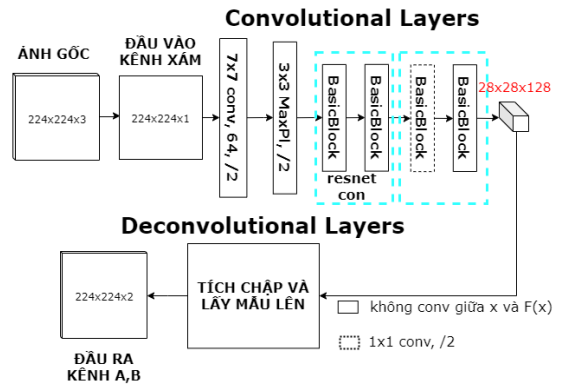 Convolutional Layers
ẢNH GỐC
224x224x3
ĐẦU VÀO
KÊNH XÁM
224x224x1
7x7 conv, 64, /2
3x3 MaxPl, /2
BasicBlock
BasicBlock
resnet
con
BasicBlock
BasicBlock
28x28x128
Deconvolutional Layers
224x224x2
ĐẦU RA
KÊNH A,B
TÍCH CHẬP VÀ
LẤY MẪU LÊN
không conv giữa x và F(x)
1x1 conv, /2